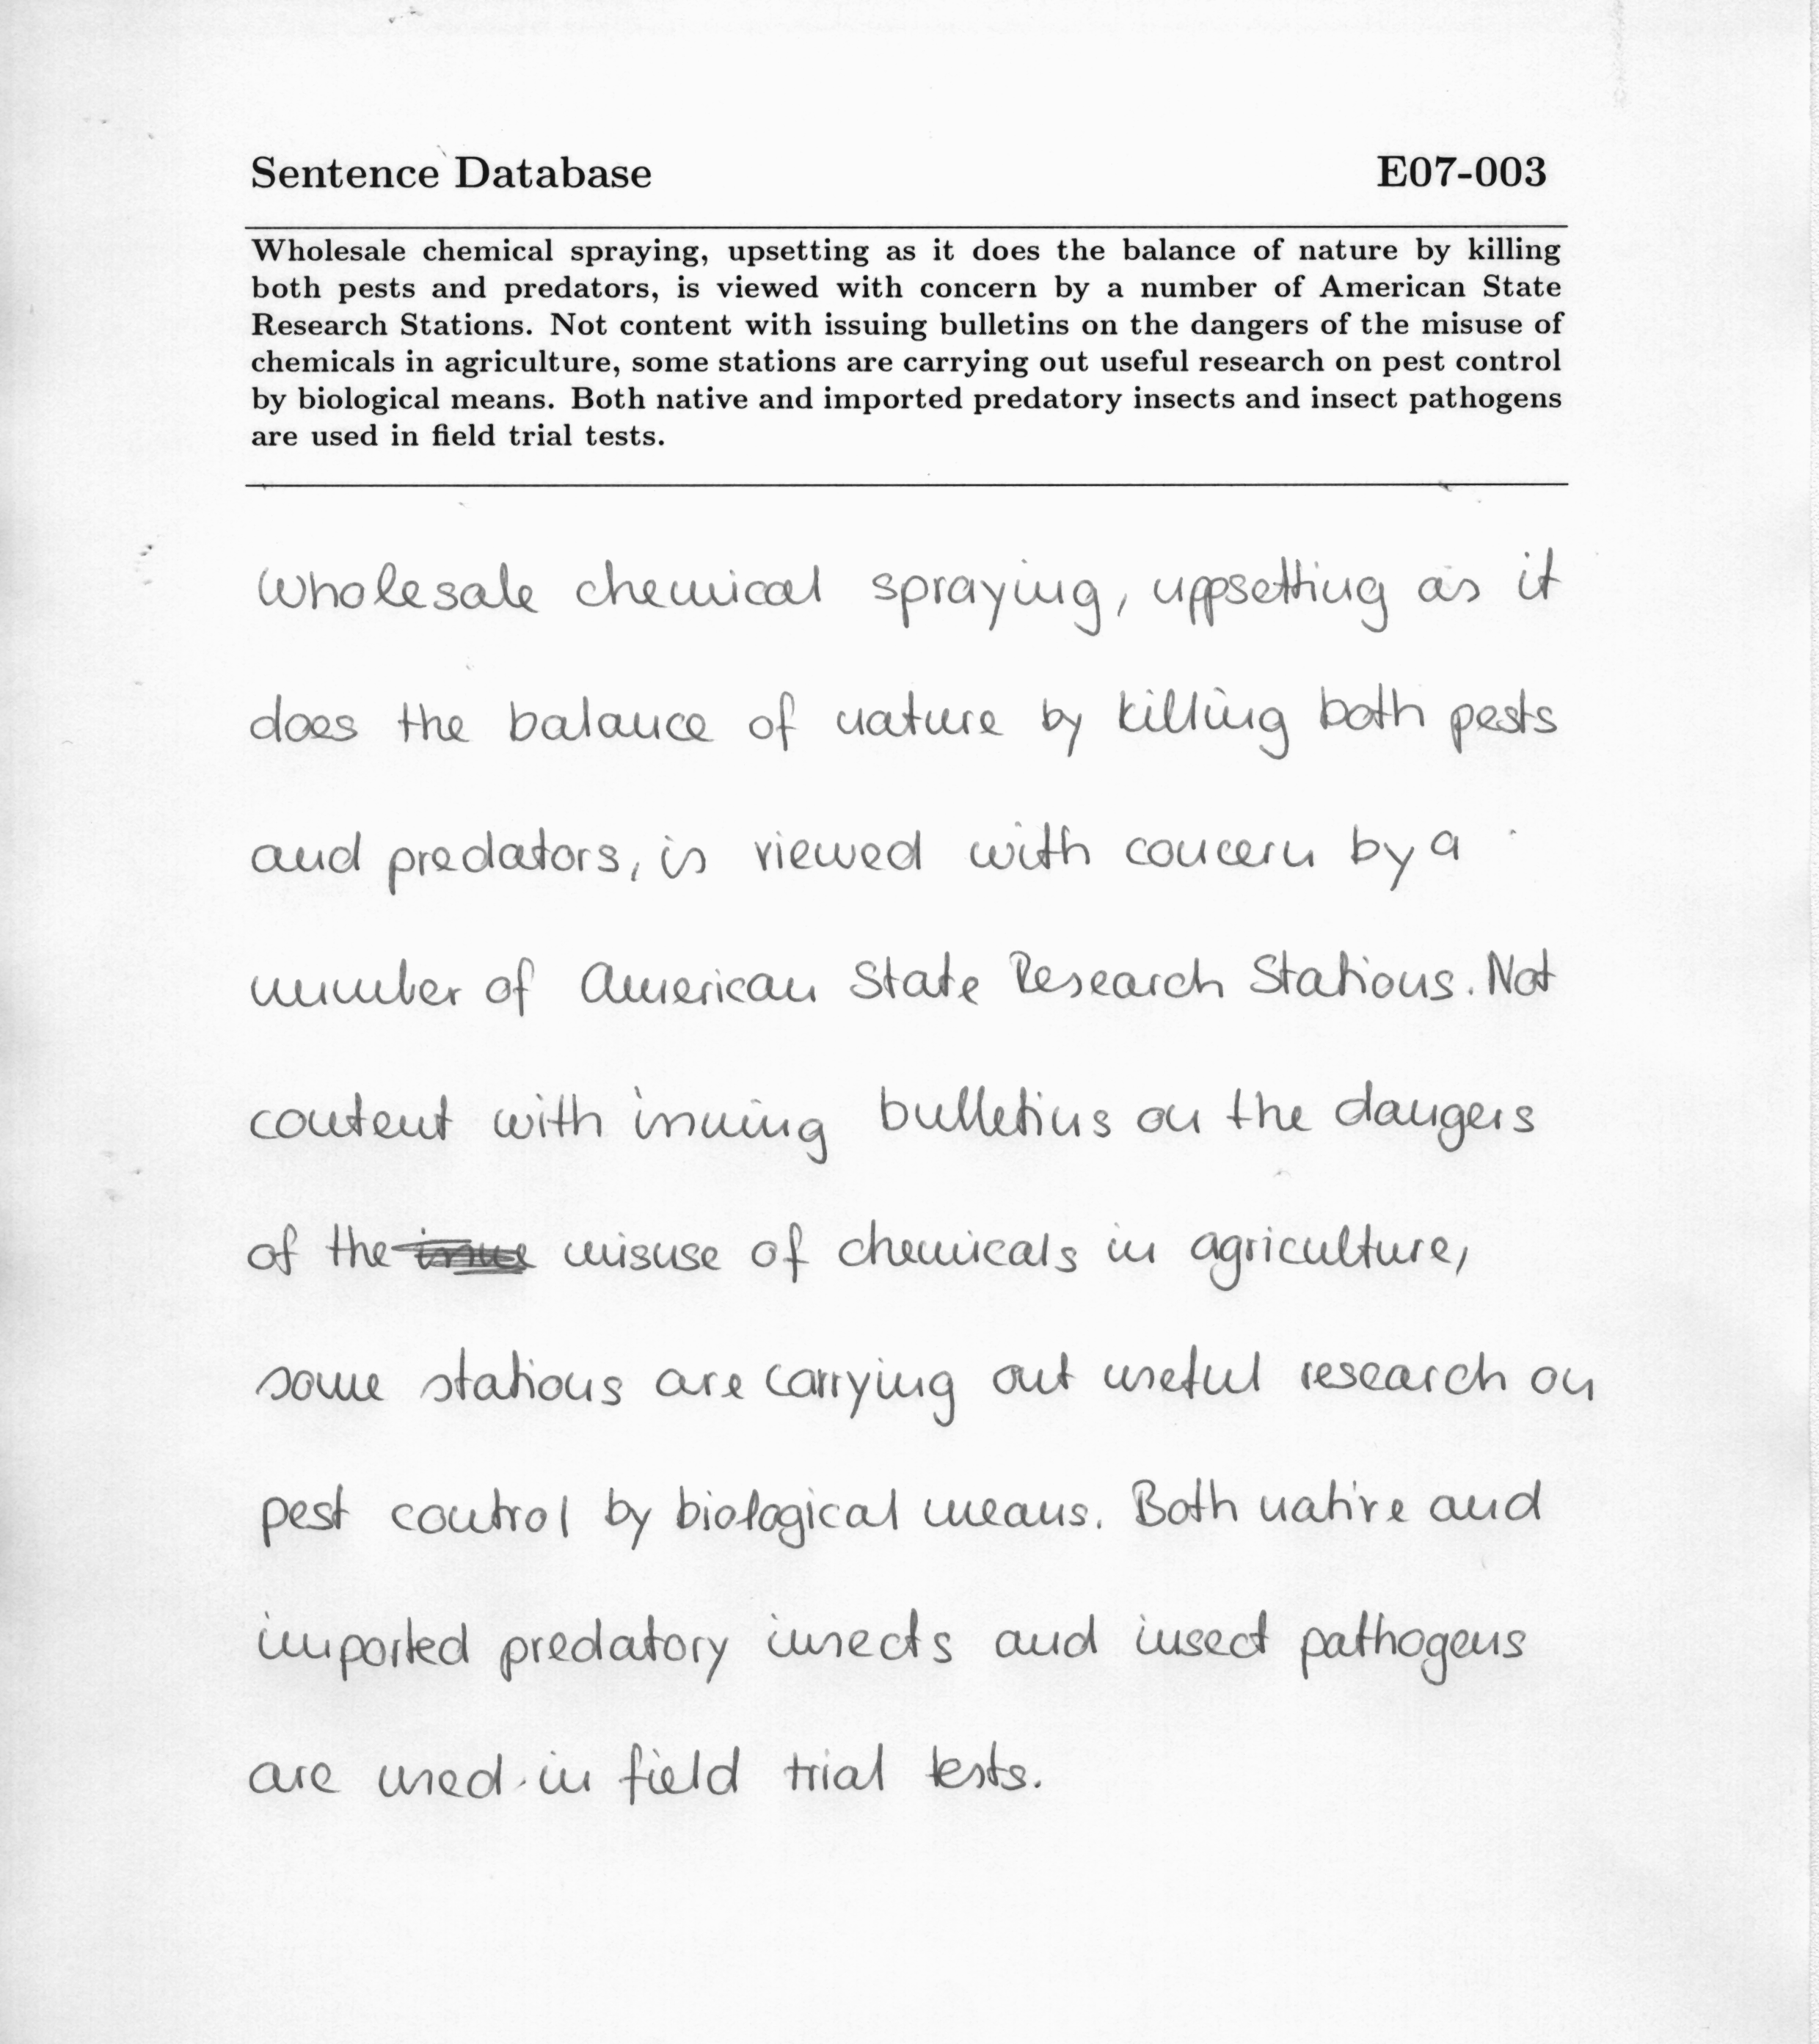 Sentence Database E07-003
Wholesale chemical spraying, upsetting as it does the balance of nature by killing
both pests and predators, is viewed with concern by a number of American State
Research Stations. Not content with issuing bulletins on the dangers of the misuse of
chemicals in agriculture, some stations are carrying out useful research on pest control
by biological means. Both native and imported predatory insects and insect pathogens
are used in field trial tests.
Wholesale chemical spraying, uppsetting as it
does the balance of nature by killing both pests
and predators, is viewed with concern by a
number of American State Research Stations. Not
content with issuing bulletins on the dangers
of the misuse of chemicals in agriculture,
some stations are carrying out useful research on
pest control by biological means. Both native and
imported predatory insects and insect pathogens
are used in field trial tests.